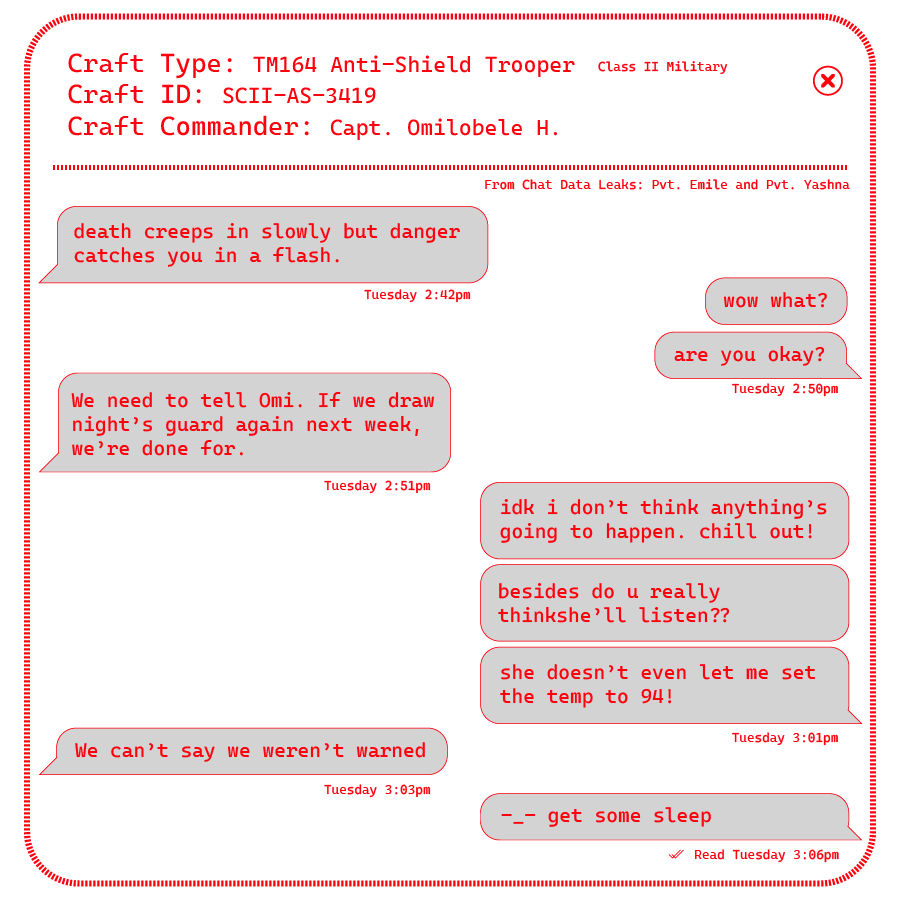 Craft Type: TM164 Anti-Shield Trooper Class II Military
Craft ID: SCII-AS-3419
Craft Commander: Capt. Omilobele H.
From Chat Data Leaks: Pvt. Emile and Pvt. Yashna
death creeps in slowly but danger
catches you in a flash.
Tuesday 2:42pm
wow what?
are you okay?
Tuesday 2:50pm
We need to tell Omi. If we draw
night's guard again next week,
we're done for.
Tuesday 2:51pm
idk i don't think anything's
going to happen. chill out!
besides do u really
thinkshe'll listen??
she doesn't even let me set
the temp to 94!
Tuesday 3:01pm
We can't say we weren't warned
Tuesday 3:03pm
-_- get some sleep
Read Tuesday 3:06pm